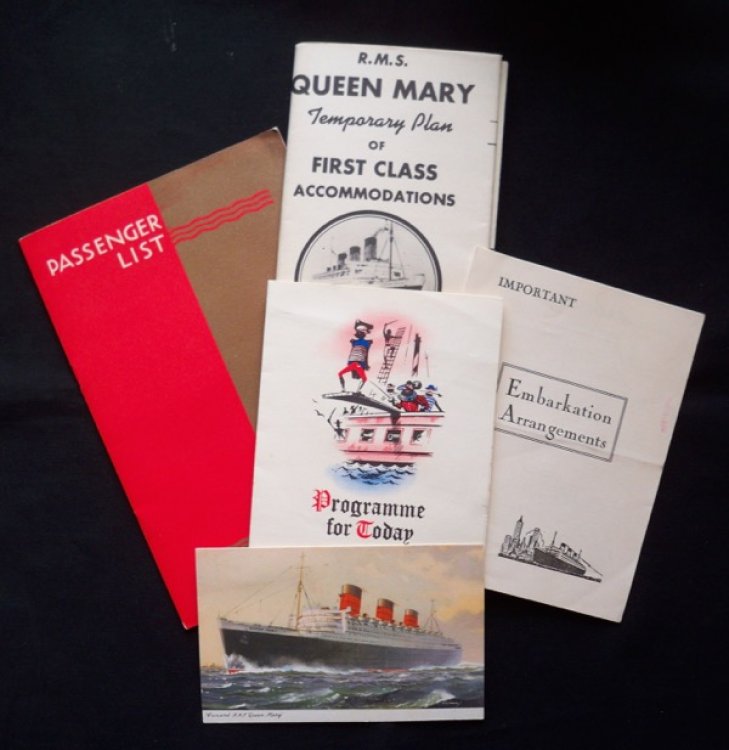 R.M.S.
QUEEN MARY
Temporary Plan
OF
FIRST CLASS
ACCOMMODATIONS
PASSENGER
LIST
IMPORTANT
Embarkation
Arrangements
Programme
for Today
Cunard R.M.S Queen Mary